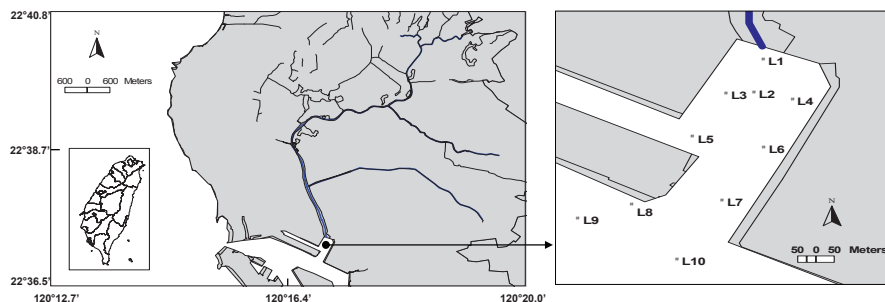 22°40.8'
600 0 600 Meters
22°38.7'
22°36.5'
120°12.7'
120°16.4'
120°20.0'
L1
L3
L2
L4
L5
L6
L7
L8
L9
L10
50 0 50 Meters